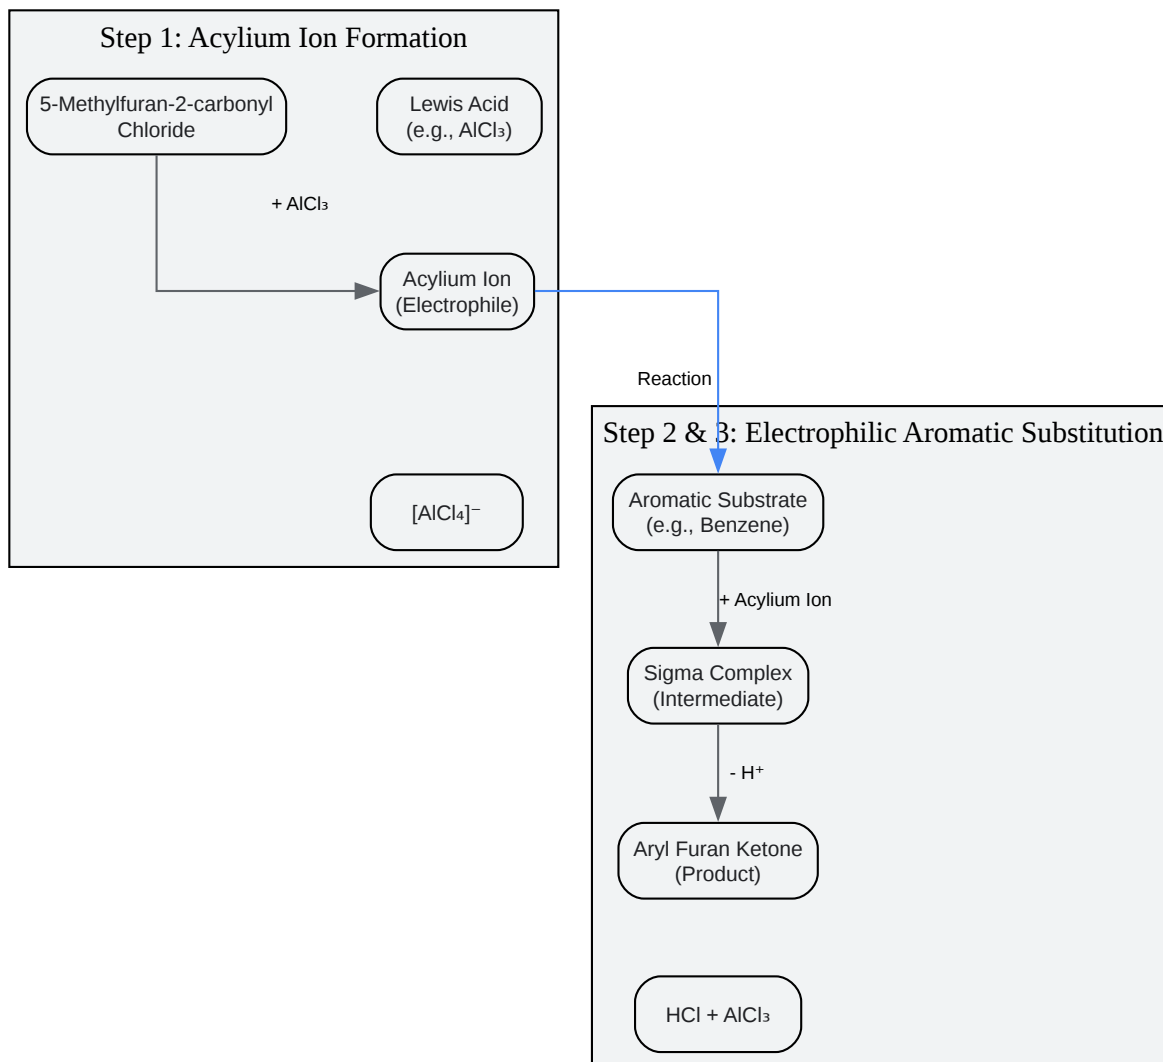 Step 1: Acylium Ion Formation
5-Methylfuran-2-carbonyl
Chloride
Lewis Acid
(e.g., AlCl₃)
+ AlCl₃
Acylium Ion
(Electrophile)
[AlCl₄]⁻
Reaction
Step 2 & 3: Electrophilic Aromatic Substitution
Aromatic Substrate
(e.g., Benzene)
+ Acylium Ion
Sigma Complex
(Intermediate)
- H⁺
Aryl Furan Ketone
(Product)
HCl + AlCl₃